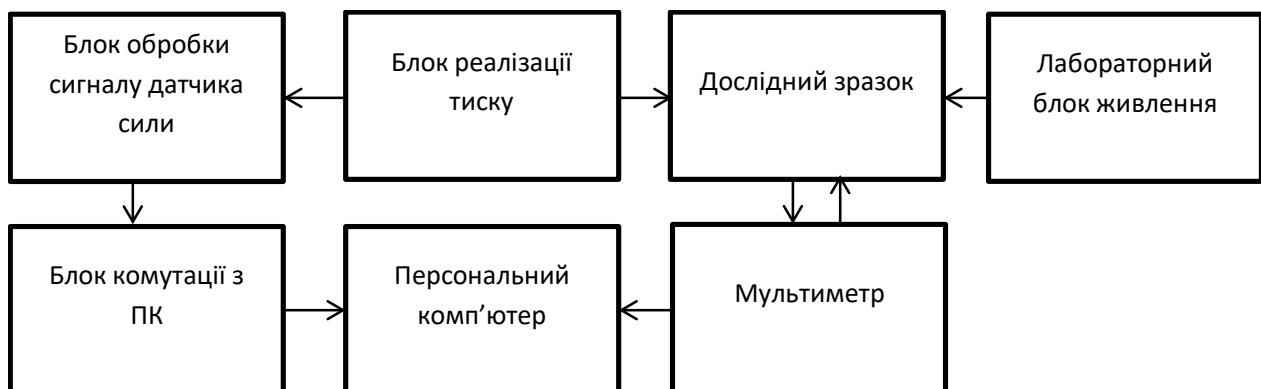 Блок обробки
сигналу датчика
сили
Блок реалізації
тиску
Дослідний зразок
Лабораторний
блок живлення
Блок комутації з
ПК
Персональний
комп’ютер
Мультиметр